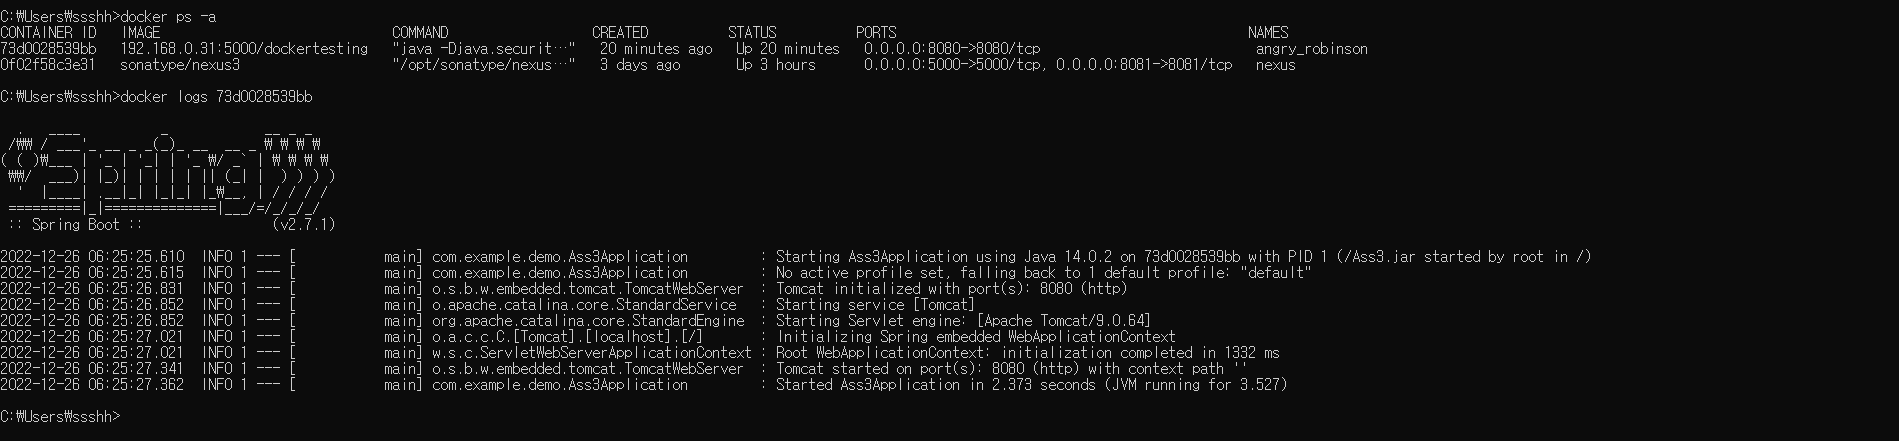 C:₩Users₩ssshh>docker ps -a
CONTAINER ID   IMAGE                             COMMAND                  CREATED          STATUS          PORTS                                            NAMES
73d0028539bb   192.168.0.31:5000/dockertesting   "java -Djava.securit…"   20 minutes ago   Up 20 minutes   0.0.0.0:8080->8080/tcp                           angry_robinson
0f02f58c3e31   sonatype/nexus3                   "/opt/sonatype/nexus…"   3 days ago       Up 3 hours      0.0.0.0:5000->5000/tcp, 0.0.0.0:8081->8081/tcp   nexus
C:₩Users₩ssshh>docker logs 73d0028539bb
  .   ____          _            __ _ _
 /₩₩ / ___'_ __ _ _(_)_ __  __ _ ₩ ₩ ₩ ₩
( ( )₩___ | '_ | '_| | '_ ₩/ _` | ₩ ₩ ₩ ₩
 ₩₩/  ___)| |_)| | | | | || (_| |  ) ) ) )
  '  |____| .__|_| |_|_| |_₩__, | / / / /
 =========|_|==============|___/=/_/_/_/
 :: Spring Boot ::                (v2.7.1)
2022-12-26 06:25:25.610  INFO 1 --- [           main] com.example.demo.Ass3Application         : Starting Ass3Application using Java 14.0.2 on 73d0028539bb with PID 1 (/Ass3.jar started by root in /)
2022-12-26 06:25:25.615  INFO 1 --- [           main] com.example.demo.Ass3Application         : No active profile set, falling back to 1 default profile: "default"
2022-12-26 06:25:26.831  INFO 1 --- [           main] o.s.b.w.embedded.tomcat.TomcatWebServer  : Tomcat initialized with port(s): 8080 (http)
2022-12-26 06:25:26.852  INFO 1 --- [           main] o.apache.catalina.core.StandardService   : Starting service [Tomcat]
2022-12-26 06:25:26.852  INFO 1 --- [           main] org.apache.catalina.core.StandardEngine  : Starting Servlet engine: [Apache Tomcat/9.0.64]
2022-12-26 06:25:27.021  INFO 1 --- [           main] o.a.c.c.C.[Tomcat].[localhost].[/]       : Initializing Spring embedded WebApplicationContext
2022-12-26 06:25:27.021  INFO 1 --- [           main] w.s.c.ServletWebServerApplicationContext : Root WebApplicationContext: initialization completed in 1332 ms
2022-12-26 06:25:27.341  INFO 1 --- [           main] o.s.b.w.embedded.tomcat.TomcatWebServer  : Tomcat started on port(s): 8080 (http) with context path ''
2022-12-26 06:25:27.362  INFO 1 --- [           main] com.example.demo.Ass3Application         : Started Ass3Application in 2.373 seconds (JVM running for 3.527)
C:₩Users₩ssshh>